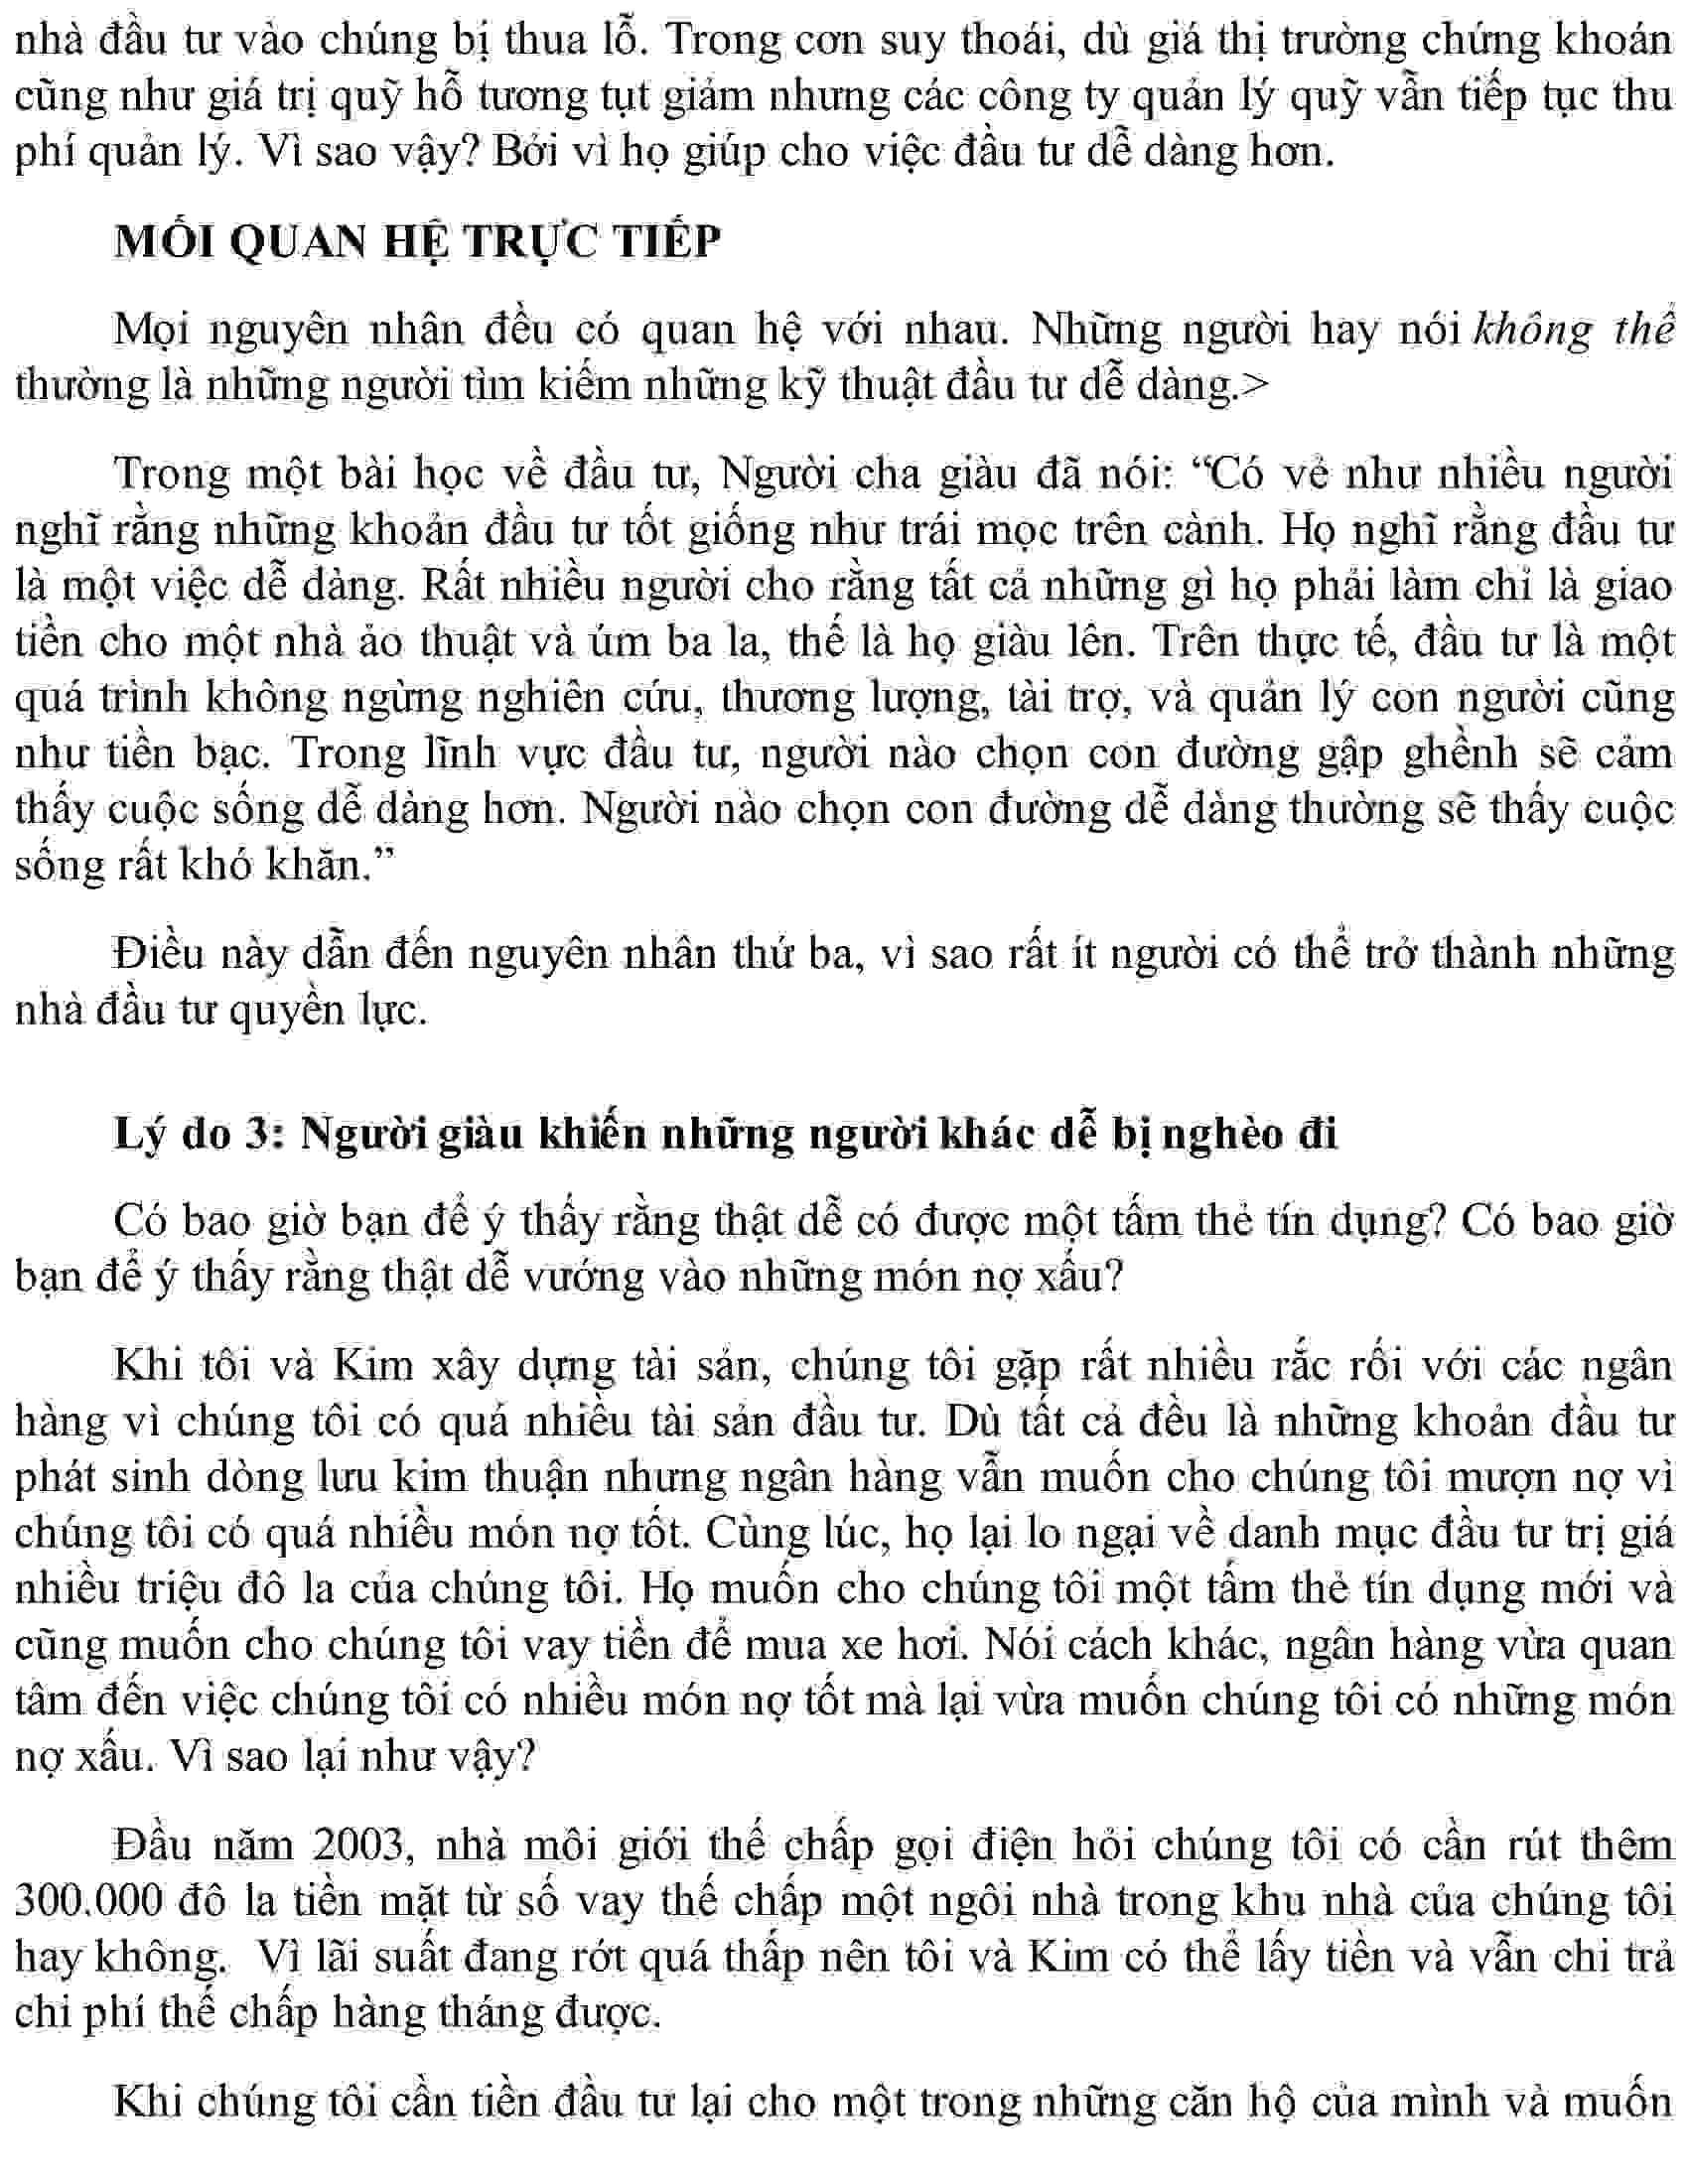 nhà đầu tư vào chúng bị thua lỗ. Trong cơn suy thoái, dù giá thị trường chứng khoán
cũng như giá trị quỹ hỗ tương tụt giảm nhưng các công ty quản lý quỹ vẫn tiếp tục thu
phí quản lý. Vì sao vậy? Bởi vì họ giúp cho việc đầu tư dễ dàng hơn.
MỐI QUAN HỆ TRỰC TIẾP
Mọi nguyên nhân đều có quan hệ với nhau. Những người hay nói không thể
thường là những người tìm kiếm những kỹ thuật đầu tư dễ dàng.>
Trong một bài học về đầu tư, Người cha giàu đã nói: “Có vẻ như nhiều người
nghĩ rằng những khoản đầu tư tốt giống như trái mọc trên cành. Họ nghĩ rằng đầu tư
là một việc dễ dàng. Rất nhiều người cho rằng tất cả những gì họ phải làm chỉ là giao
tiền cho một nhà ảo thuật và úm ba la, thế là họ giàu lên. Trên thực tế, đầu tư là một
quá trình không ngừng nghiên cứu, thương lượng, tài trợ, và quản lý con người cũng
như tiền bạc. Trong lĩnh vực đầu tư, người nào chọn con đường gập ghềnh sẽ cảm
thấy cuộc sống dễ dàng hơn. Người nào chọn con đường dễ dàng thường sẽ thấy cuộc
sống rất khó khăn.”
Điều này dẫn đến nguyên nhân thứ ba, vì sao rất ít người có thể trở thành những
nhà đầu tư quyền lực.
Lý do 3: Người giàu khiến những người khác dễ bị nghèo đi
Có bao giờ bạn để ý thấy rằng thật dễ có được một tấm thẻ tín dụng? Có bao giờ
bạn để ý thấy rằng thật dễ vướng vào những món nợ xấu?
Khi tôi và Kim xây dựng tài sản, chúng tôi gặp rất nhiều rắc rối với các ngân
hàng vì chúng tôi có quá nhiều tài sản đầu tư. Dù tất cả đều là những khoản đầu tư
phát sinh dòng lưu kim thuận nhưng ngân hàng vẫn muốn cho chúng tôi mượn nợ vì
chúng tôi có quá nhiều món nợ tốt. Cùng lúc, họ lại lo ngại về danh mục đầu tư trị giá
nhiều triệu đô la của chúng tôi. Họ muốn cho chúng tôi một tấm thẻ tín dụng mới và
cũng muốn cho chúng tôi vay tiền để mua xe hơi. Nói cách khác, ngân hàng vừa quan
tâm đến việc chúng tôi có nhiều món nợ tốt mà lại vừa muốn chúng tôi có những món
nợ xấu. Vì sao lại như vậy?
Đầu năm 2003, nhà môi giới thế chấp gọi điện hỏi chúng tôi có cần rút thêm
300.000 đô la tiền mặt từ số vay thế chấp một ngôi nhà trong khu nhà của chúng tôi
hay không. Vì lãi suất đang rớt quá thấp nên tôi và Kim có thể lấy tiền và vẫn chi trả
chi phí thế chấp hàng tháng được.
Khi chúng tôi cần tiền đầu tư lại cho một trong những căn hộ của mình và muốn